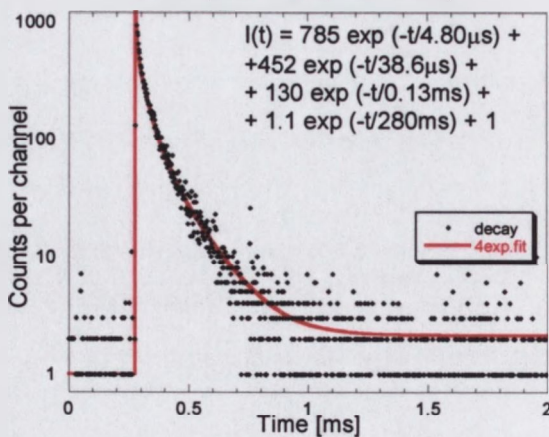 1000
I(t) = 785 exp (-t/4.80μs) +
+452 exp (-t/38.6μs) +
+ 130 exp (-t/0.13ms) +
+ 1.1 exp (-t/280ms) + 1
100
Counts per channel
decay
4exp.fit
10
1
0 0.5 1 1.5 2
Time [ms]